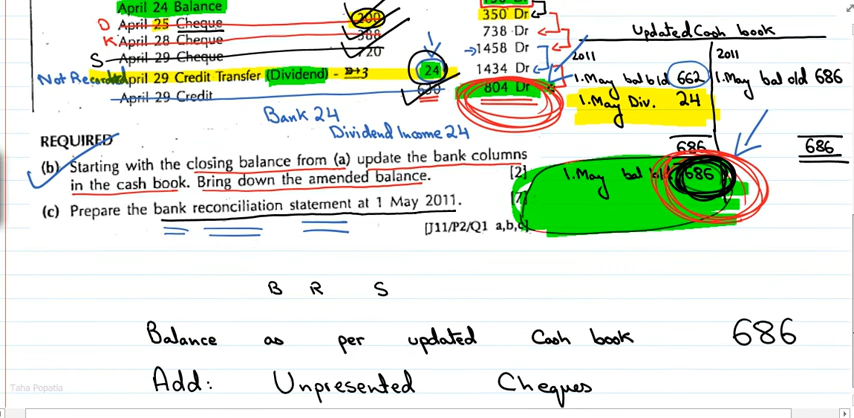 April 24 Balance
350 Dr
Updated Cash book
D April 25 Cheque 200
738 Dr
2011 2011
K April 28 Cheque 388
1458 Dr
S April 29 Cheque 720
1434 Dr
1.May bal b/d 662 1.May bal old 686
Not Recorded April 29 Credit Transfer (Dividend) - 24
804 Dr
1.May Div. 24
April 29 Credit 630
Bank 24
Dividend Income 24
686 686
REQUIRED
(b) Starting with the closing balance from (a) update the bank columns
in the cash book. Bring down the amended balance. [2]
1.May bal 686
(c) Prepare the bank reconciliation statement at 1 May 2011. [7]
[J11/P2/Q1 a,b,c]
B R S
Balance as per updated Cash book 686
Add: Unpresented Cheques
Taha Popatia